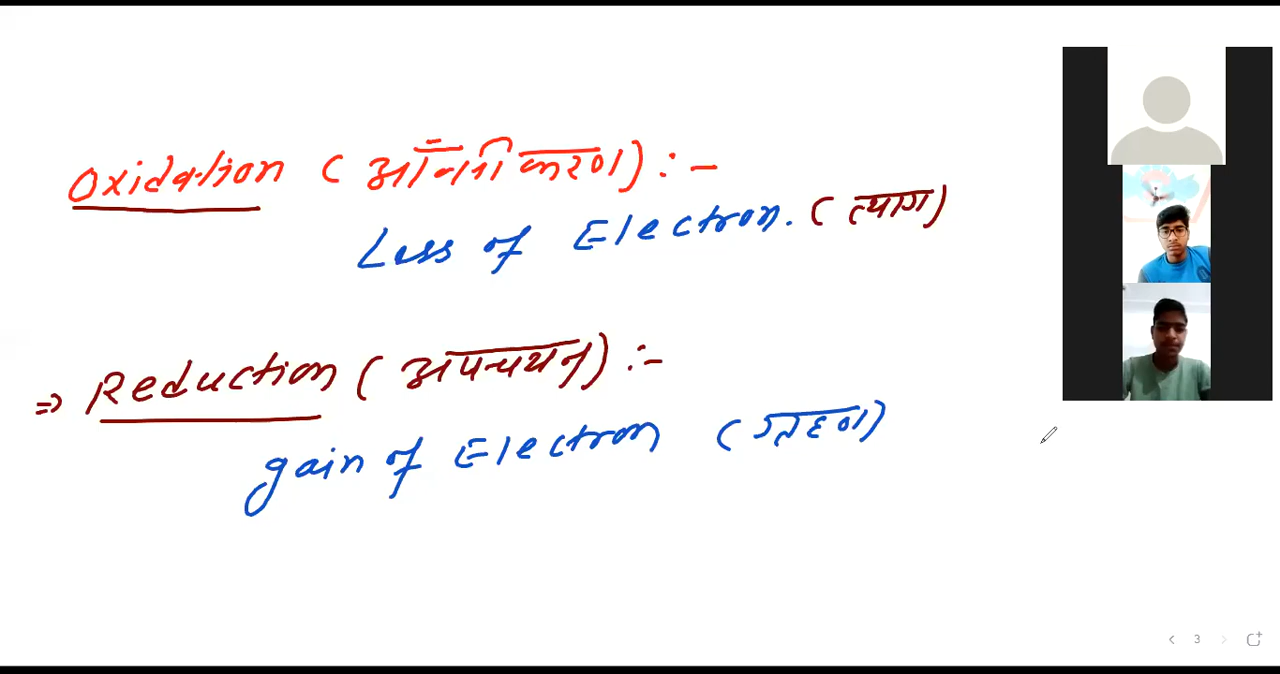 Oxidation (ऑक्सीकरण) :-
Loss of Electron. (त्याग)
⇒ Reduction (अपचयन) :-
gain of Electron (ग्रहण)
3